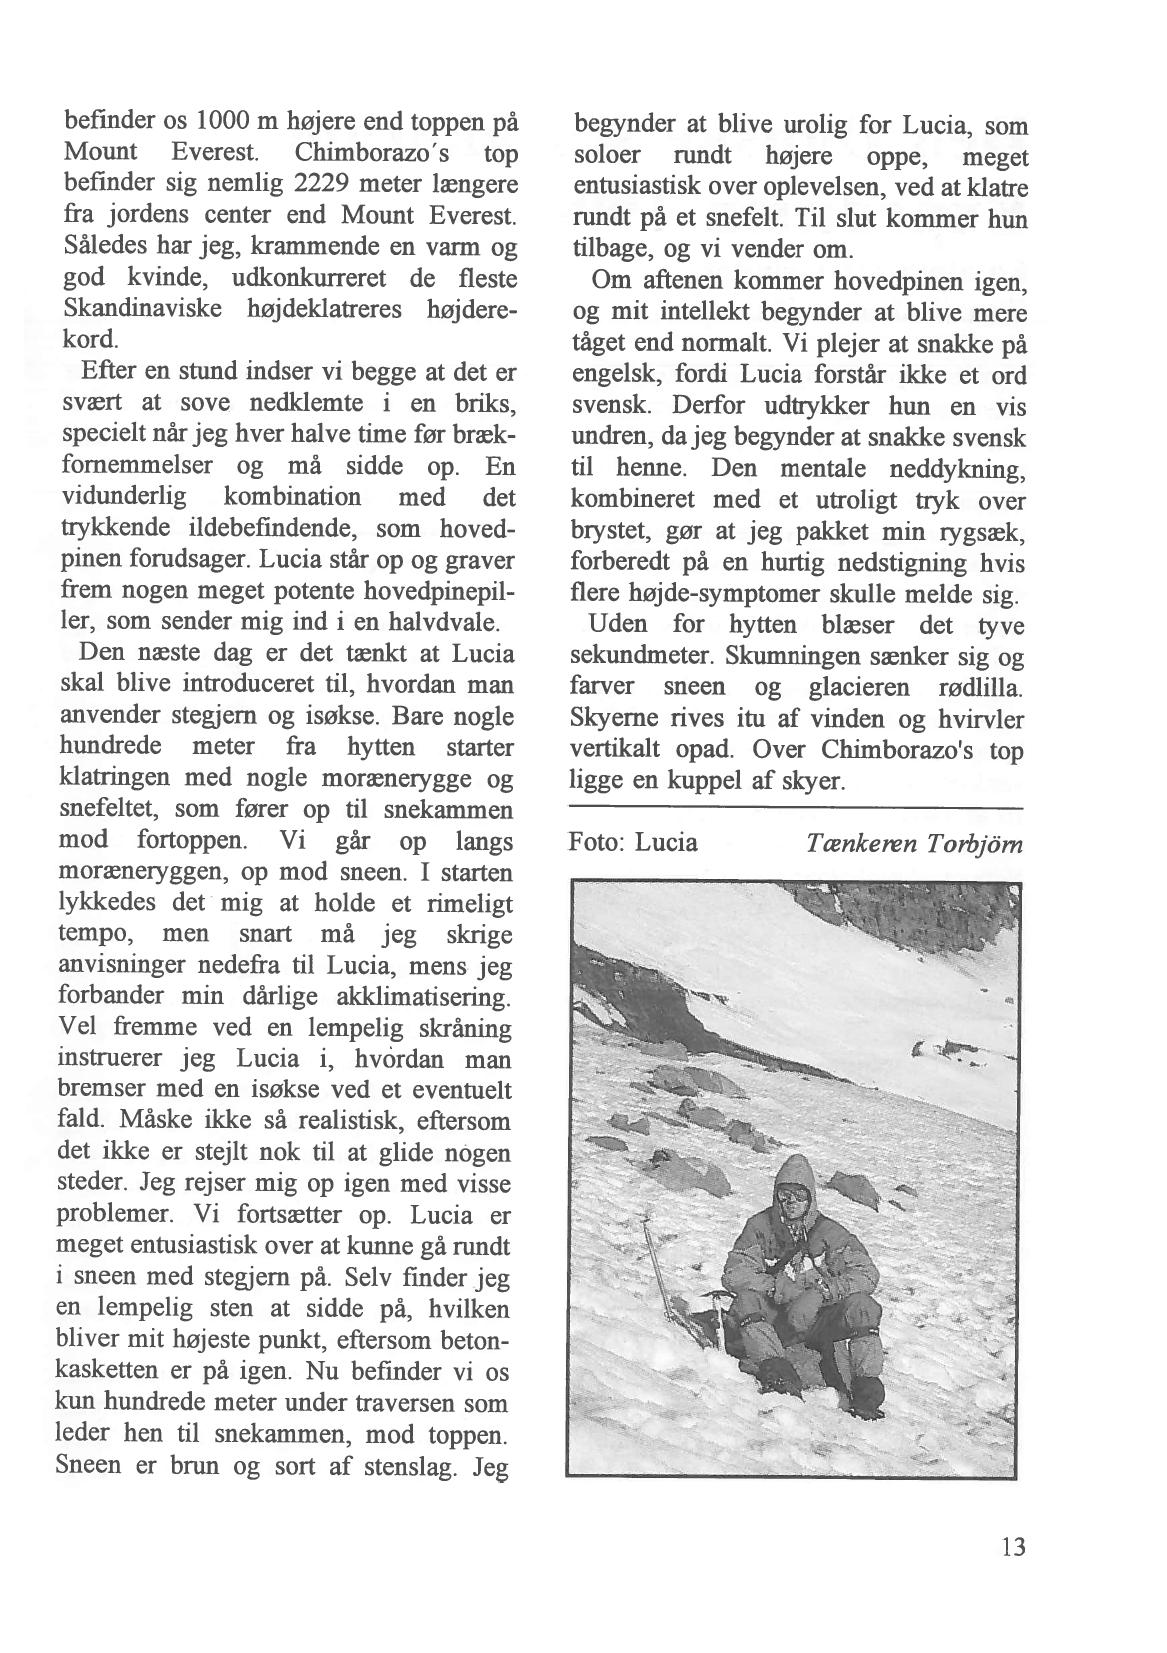 befinder os 1000 m højere end toppen på
Mount Everest. Chimborazo´s top
befinder sig nemlig 2229 meter længere
fra jordens center end Mount Everest.
Således har jeg, krammende en varm og
god kvinde, udkonkurreret de fleste
Skandinaviske højdeklatreres højdere-
kord.
Efter en stund indser vi begge at det er
svært at sove nedklemte i en briks,
specielt når jeg hver halve time før bræk-
fornemmelser og må sidde op. En
vidunderlig kombination med det
trykkende ildebefindende, som hoved-
pinen forudsager. Lucia står op og graver
frem nogen meget potente hovedpinepil-
ler, som sender mig ind i en halvdvale.
Den næste dag er det tænkt at Lucia
skal blive introduceret til, hvordan man
anvender stegjern og isøkse. Bare nogle
hundrede meter fra hytten starter
klatringen med nogle morænerygge og
snefeltet, som fører op til snekammen
mod fortoppen. Vi går op langs
moræneryggen, op mod sneen. I starten
lykkedes det mig at holde et rimeligt
tempo, men snart må jeg skrige
anvisninger nedefra til Lucia, mens jeg
forbander min dårlige akklimatisering.
Vel fremme ved en lempelig skråning
instruerer jeg Lucia i, hvordan man
bremser med en isøkse ved et eventuelt
fald. Måske ikke så realistisk, eftersom
det ikke er stejlt nok til at glide nogen
steder. Jeg rejser mig op igen med visse
problemer. Vi fortsætter op. Lucia er
meget entusiastisk over at kunne gå rundt
i sneen med stegjern på. Selv finder jeg
en lempelig sten at sidde på, hvilken
bliver mit højeste punkt, eftersom beton-
kasketten er på igen. Nu befinder vi os
kun hundrede meter under traversen som
leder hen til snekammen, mod toppen.
Sneen er brun og sort af stenslag. Jeg
begynder at blive urolig for Lucia, som
soloer rundt højere oppe, meget
entusiastisk over oplevelsen, ved at klatre
rundt på et snefelt. Til slut kommer hun
tilbage, og vi vender om.
Om aftenen kommer hovedpinen igen,
og mit intellekt begynder at blive mere
tåget end normalt. Vi plejer at snakke på
engelsk, fordi Lucia forstår ikke et ord
svensk. Derfor udtrykker hun en vis
undren, da jeg begynder at snakke svensk
til henne. Den mentale neddykning,
kombineret med et utroligt tryk over
brystet, gør at jeg pakket min rygsæk,
forberedt på en hurtig nedstigning hvis
flere højde-symptomer skulle melde sig.
Uden for hytten blæser det tyve
sekundmeter. Skumningen sænker sig og
farver sneen og glacieren rødlilla.
Skyerne rives itu af vinden og hvirvler
vertikalt opad. Over Chimborazo's top
ligge en kuppel af skyer.
Foto: Lucia Tænkeren Torbjörn
13